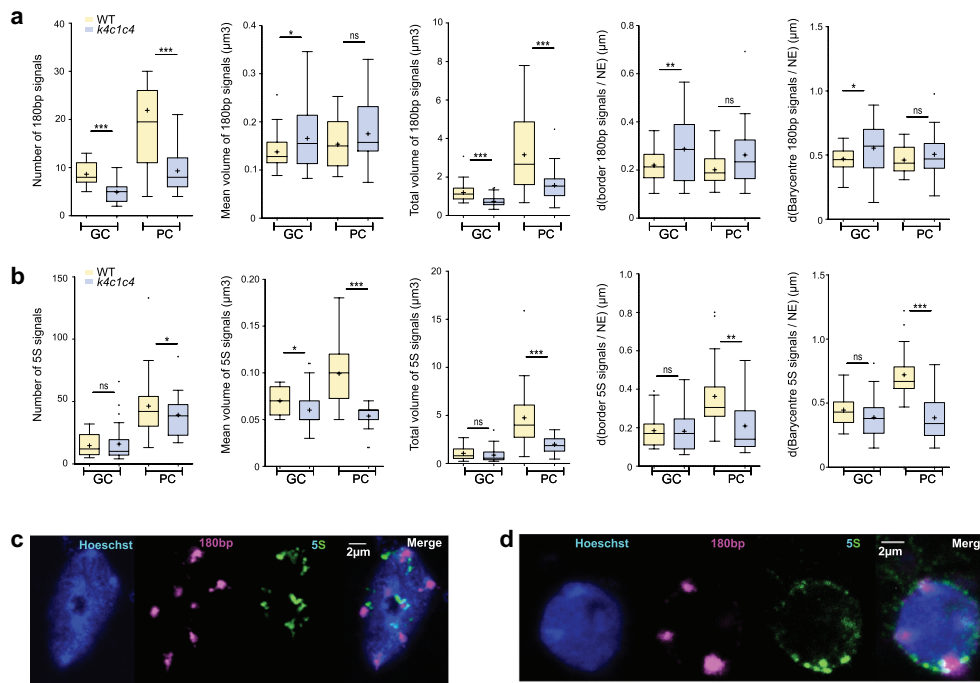 a
WT
k4c1c4
Number of 180bp signals
40
30
20
10
0
***
***
GC
PC
Mean volume of 180bp signals (µm3)
0.4
0.3
0.2
0.1
0.0
*
ns
GC
PC
Total volume of 180bp signals (µm3)
10
8
6
4
2
0
***
***
GC
PC
d(border 180bp signals / NE) (µm)
0.9
0.6
0.3
0.0
**
ns
GC
PC
d(Barycentre 180bp signals / NE) (µm)
1.5
1.0
0.5
0.0
*
ns
GC
PC
b
WT
k4c1c4
Number of 5S signals
150
100
50
0
ns
*
GC
PC
Mean volume of 5S signals (µm3)
0.20
0.15
0.10
0.05
0.00
*
***
GC
PC
Total volume of 5S signals (µm3)
20
15
10
5
0
ns
***
GC
PC
d(border 5S signals / NE) (µm)
1.0
0.8
0.6
0.4
0.2
0.0
ns
**
GC
PC
d(Barycentre 5S signals / NE) (µm)
1.5
1.0
0.5
0.0
ns
***
GC
PC
c
Hoeschst
180bp
5S
2µm
Merge
d
Hoeschst
180bp
5S
2µm
Merg